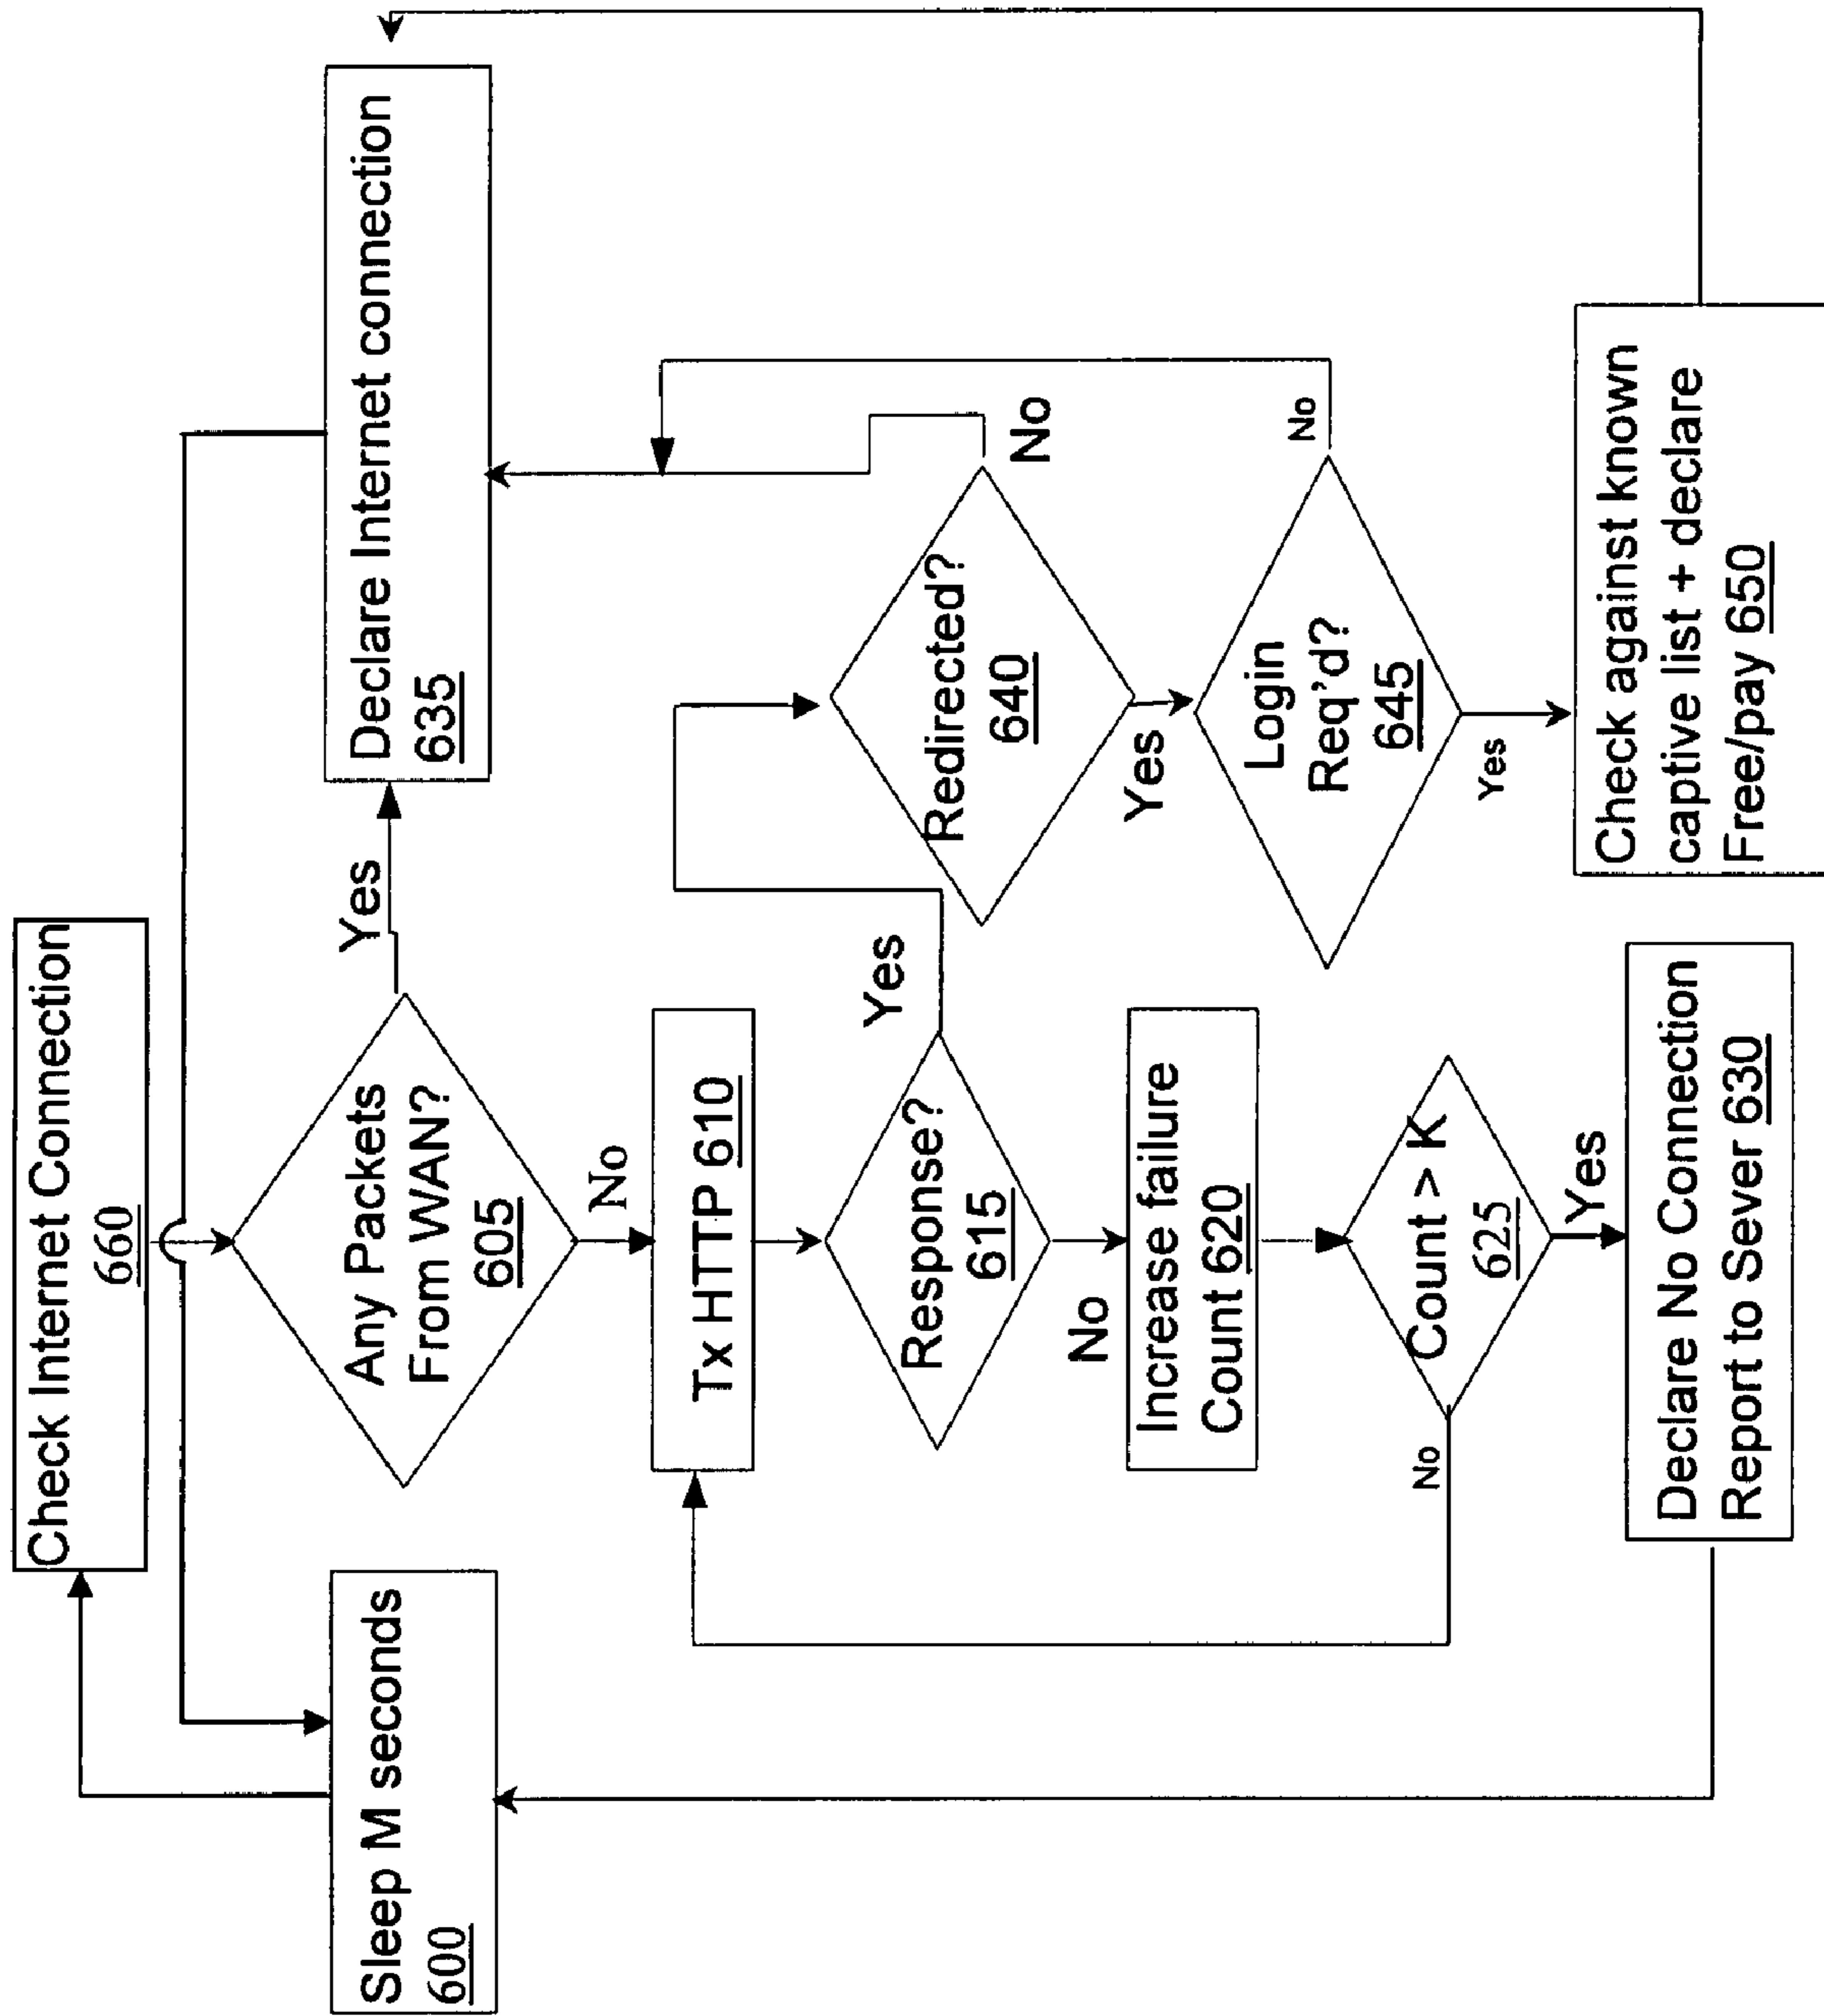 Check Internet Connection
660
Sleep M seconds
600
Any Packets
From WAN?
605
Yes
Declare Internet connection
635
No
Tx HTTP 610
Response?
615
Yes
Redirected?
640
No
Yes
No
Increase failure
Count 620
Login
Req'd?
645
No
Yes
Count > K
625
No
Yes
Declare No Connection
Report to Sever 630
Check against known
captive list + declare
Free/pay 650